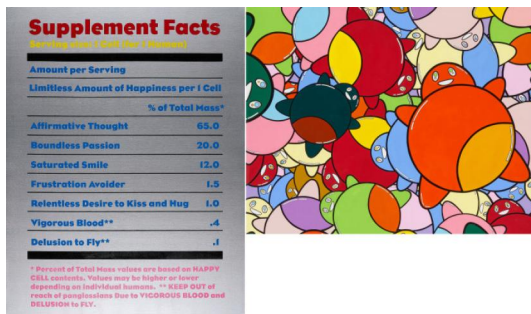 Supplement Facts
Amount per Serving
Limitless Amount of Happiness per 1 Cell
% of Total Mass*
Affirmative Thought 65.0
Boundless Passion 20.0
Saturated Smile 12.0
Frustration Avoider 1.5
Relentless Desire to Kiss and Hug 1.0
Vigorous Blood** .4
Delusion to Fly** .1
* Percent of Total Mass values are based on HAPPY
CELL contents. Values may be higher or lower
depending on individual humans. ** KEEP OUT of
reach of panglossians Due to VIGOROUS BLOOD and
DELUSION to FLY.